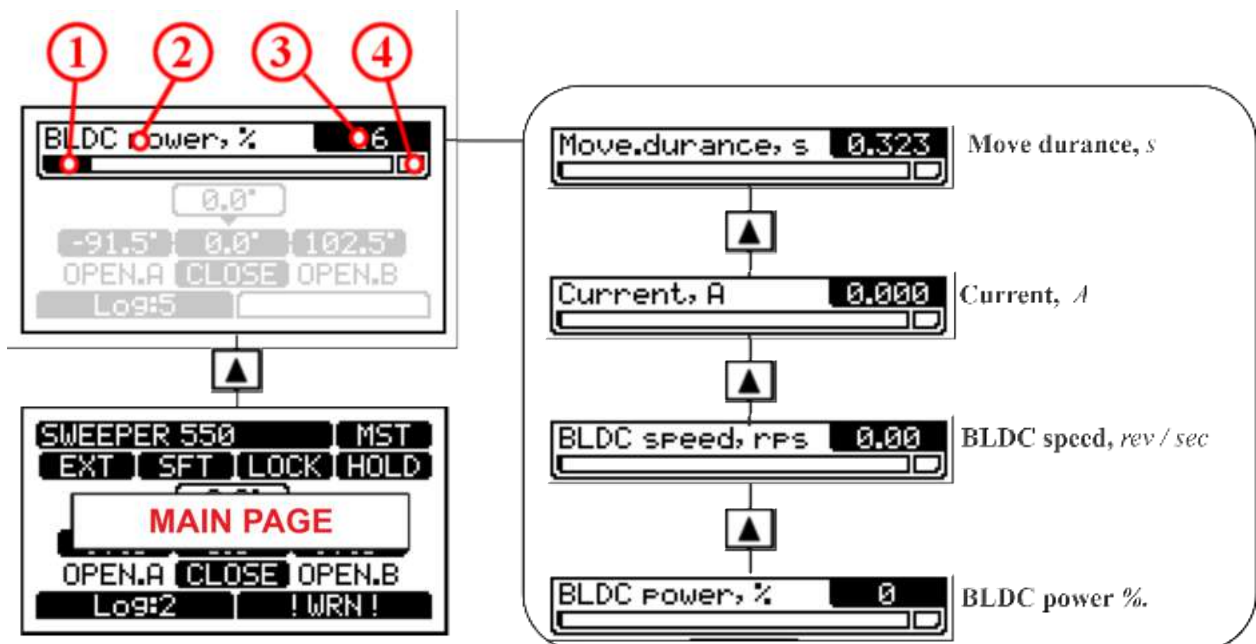 1 2 3 4
BLDC power, % 6
0.0°
-91.5° 0.0° 102.5°
OPEN.A CLOSE OPEN.B
Log:5
SWEEPER 550 MST
EXT SFT LOCK HOLD
MAIN PAGE
OPEN.A CLOSE OPEN.B
Log:2 !WRN!
Move.durance, s 0.323 Move durance, s
Current, A 0.000 Current, A
BLDC speed, rps 0.00 BLDC speed, rev / sec
BLDC power, % 0 BLDC power %.